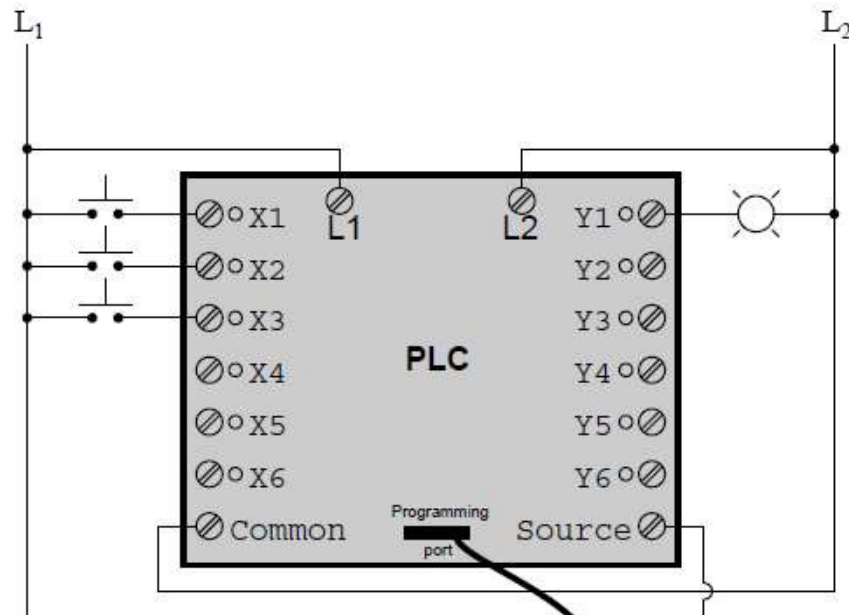 L₁ L₂
X1 L1 L2 Y1
X2 Y2
X3 Y3
PLC
X4 Y4
X5 Y5
X6 Y6
Programming
Common Source
port